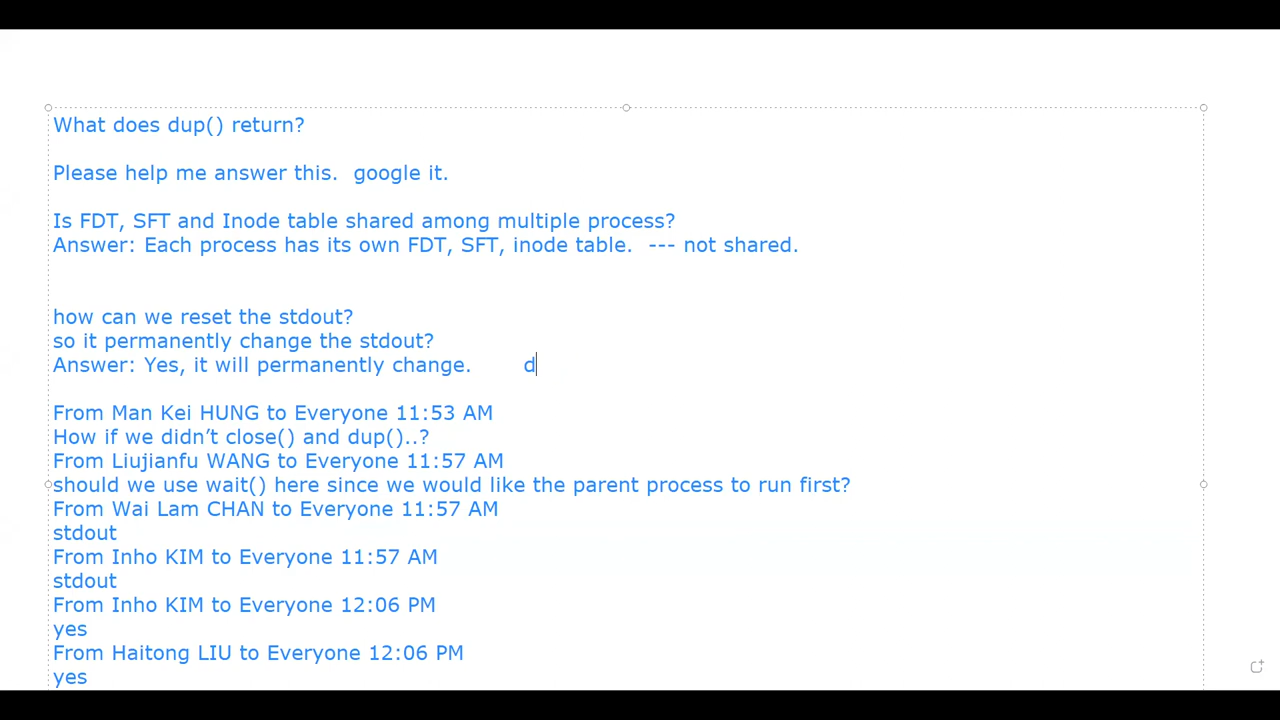 What does dup() return?
Please help me answer this.  google it.
Is FDT, SFT and Inode table shared among multiple process?
Answer: Each process has its own FDT, SFT, inode table.  --- not shared.
how can we reset the stdout?
so it permanently change the stdout?
Answer: Yes, it will permanently change.        d
From Man Kei HUNG to Everyone 11:53 AM
How if we didn’t close() and dup()..?
From Liujianfu WANG to Everyone 11:57 AM
should we use wait() here since we would like the parent process to run first?
From Wai Lam CHAN to Everyone 11:57 AM
stdout
From Inho KIM to Everyone 11:57 AM
stdout
From Inho KIM to Everyone 12:06 PM
yes
From Haitong LIU to Everyone 12:06 PM
yes